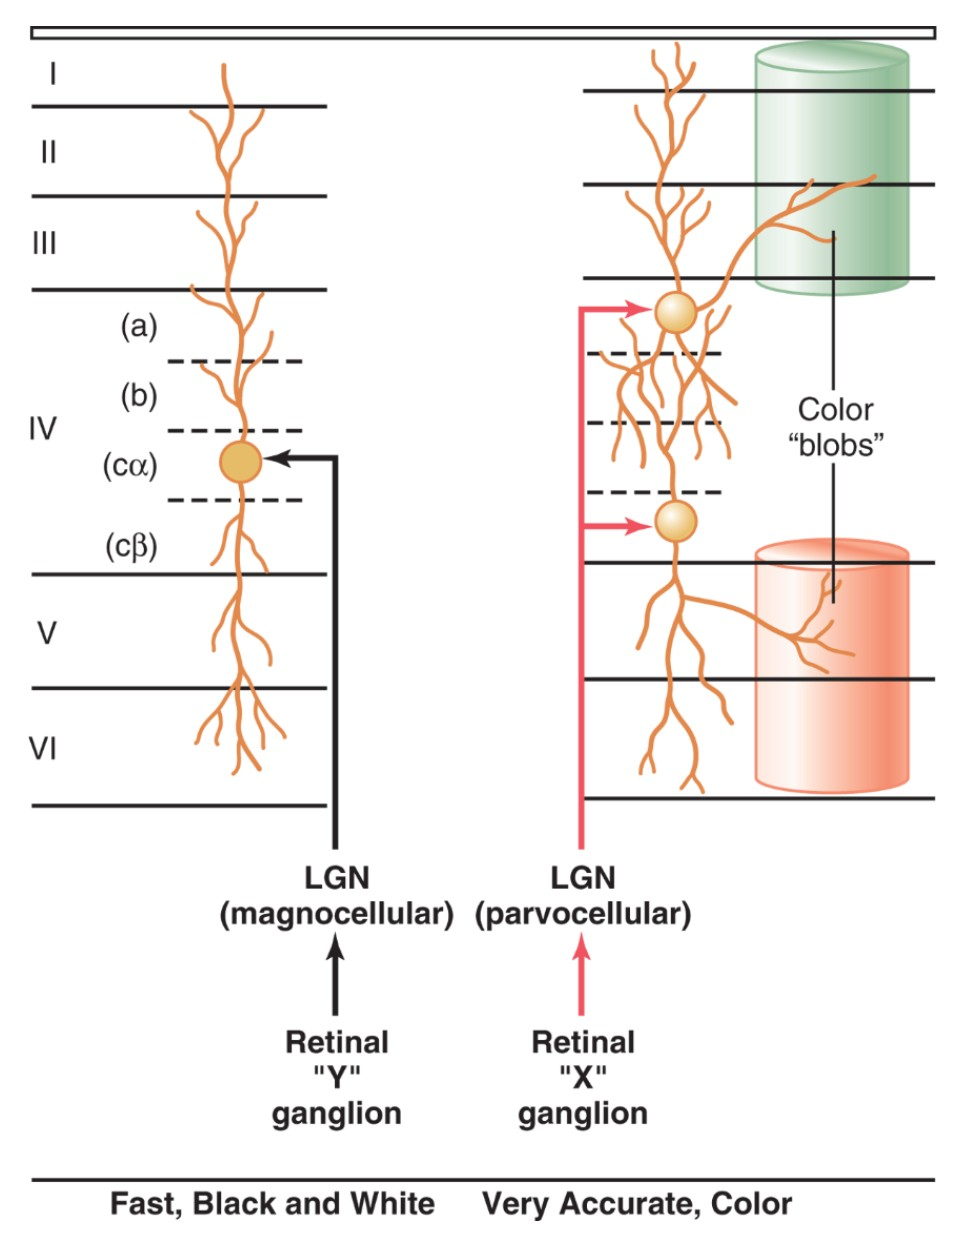 I
II
III
(a)
(b)
IV
(cα)
(cβ)
V
VI
Color
“blobs”
LGN
(magnocellular)
LGN
(parvocellular)
Retinal
"Y"
ganglion
Retinal
"X"
ganglion
Fast, Black and White
Very Accurate, Color